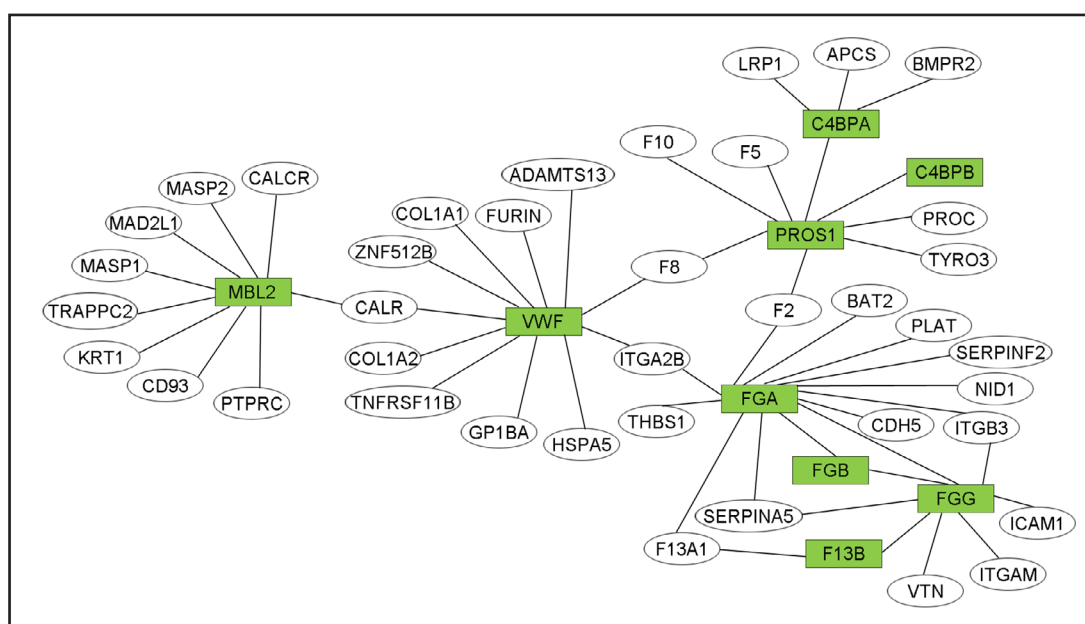 APCS
LRP1
BMPR2
C4BPA
F10
F5
C4BPB
ADAMTS13
MASP2
CALCR
COL1A1
FURIN
MAD2L1
PROC
PROS1
ZNF512B
TYRO3
MASP1
F8
MBL2
BAT2
TRAPPC2
CALR
F2
VWF
PLAT
SERPINF2
KRT1
COL1A2
ITGA2B
CD93
NID1
PTPRC
TNFRSF11B
FGA
THBS1
CDH5
ITGB3
GP1BA
HSPA5
FGB
FGG
SERPINA5
ICAM1
F13A1
F13B
ITGAM
VTN